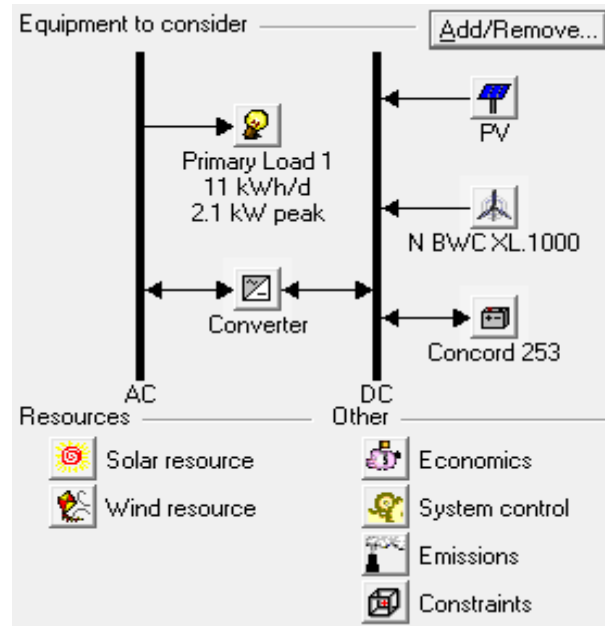 Equipment to consider
Add/Remove...
Primary Load 1
11 kWh/d
2.1 kW peak
PV
N BWC XL.1000
Converter
Concord 253
AC
DC
Resources
Other
Solar resource
Economics
Wind resource
System control
Emissions
Constraints